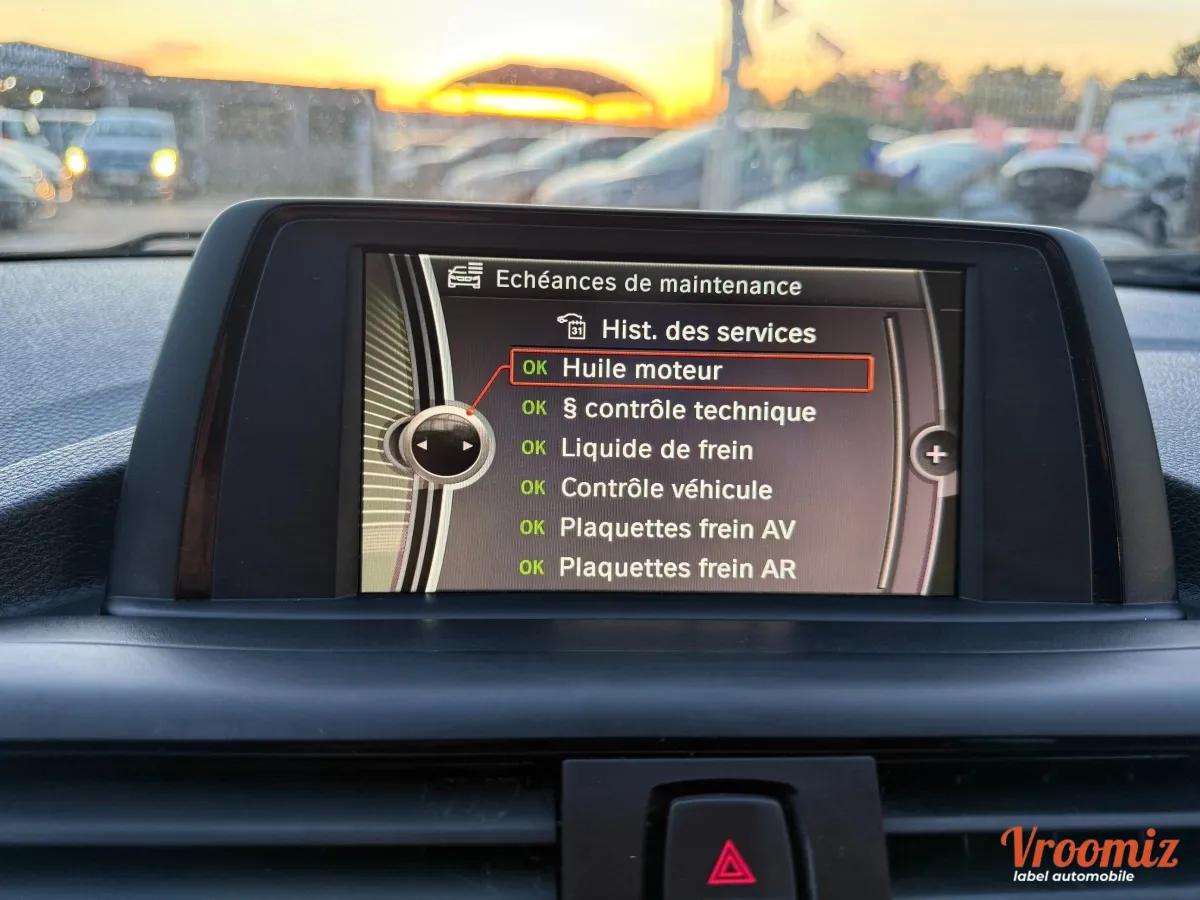 Echéances de maintenance
31 Hist. des services
OK Huile moteur
OK § contrôle technique
OK Liquide de frein
OK Contrôle véhicule
OK Plaquettes frein AV
OK Plaquettes frein AR
Vroomiz
label automobile